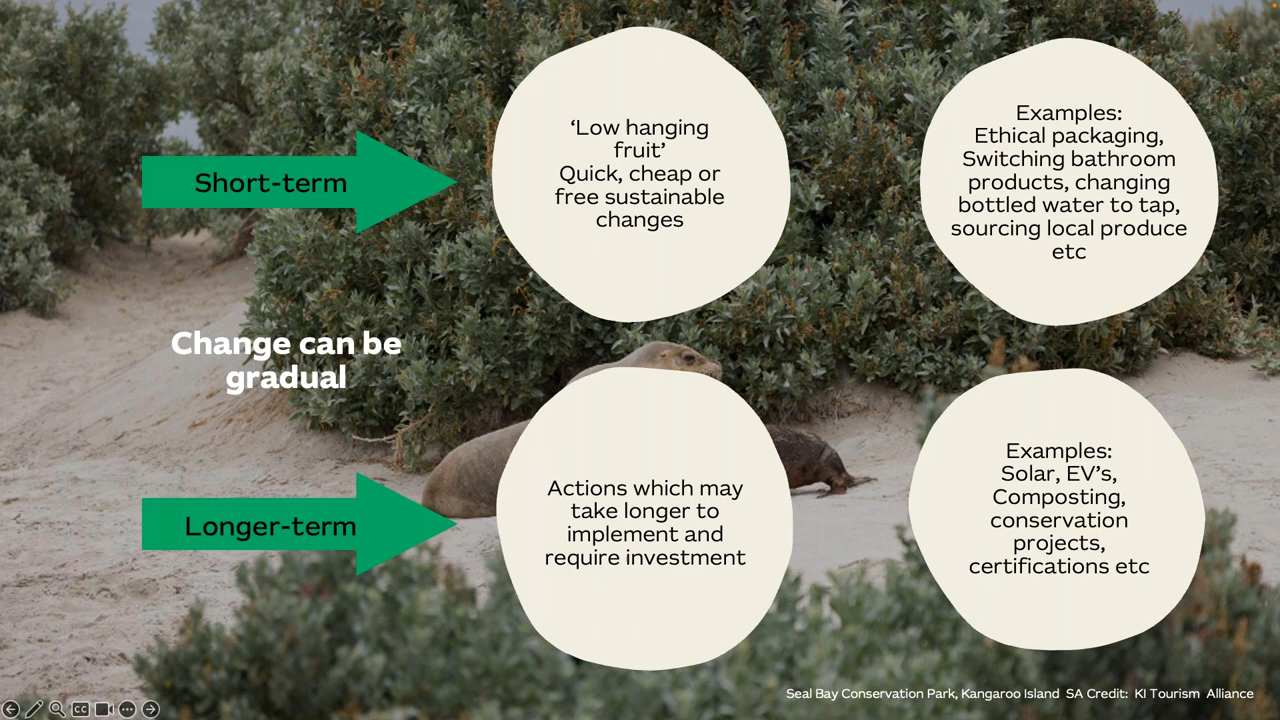 Short-term
‘Low hanging
fruit’
Quick, cheap or
free sustainable
changes
Examples:
Ethical packaging,
Switching bathroom
products, changing
bottled water to tap,
sourcing local produce
etc
Change can be
gradual
Longer-term
Actions which may
take longer to
implement and
require investment
Examples:
Solar, EV’s,
Composting,
conservation
projects,
certifications etc
Seal Bay Conservation Park, Kangaroo Island  SA Credit:  KI Tourism  Alliance
CC